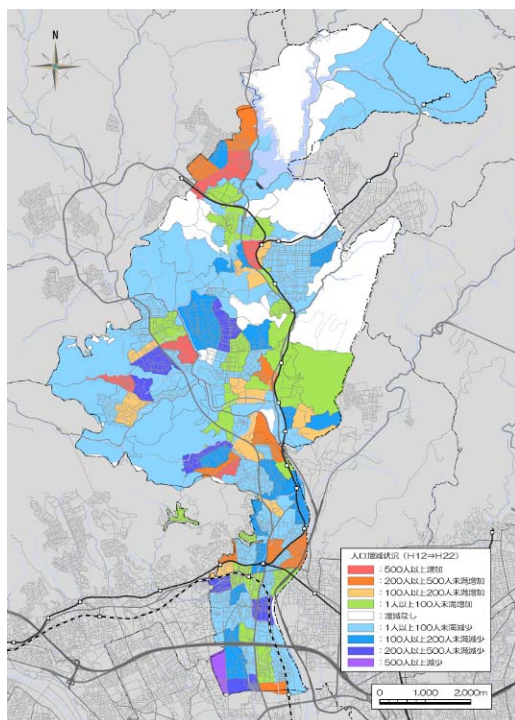 N
人口増減状況（H12⇒H22）
：500人以上増加
：200人以上500人未満増加
：100人以上200人未満増加
：1人以上100人未満増加
：増減なし
：1人以上100人未満減少
：100人以上200人未満減少
：200人以上500人未満減少
：500人以上減少
0 1,000 2,000m